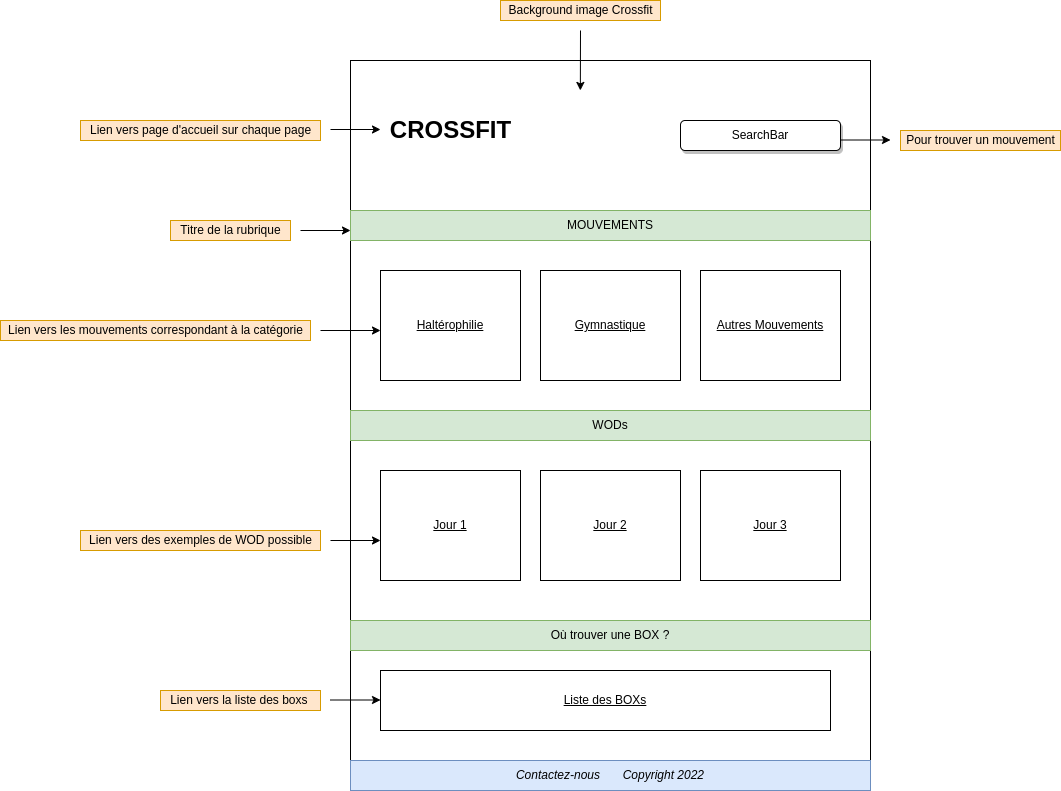 Background image Crossfit
Lien vers page d'accueil sur chaque page
CROSSFIT
SearchBar
Pour trouver un mouvement
Titre de la rubrique
MOUVEMENTS
Lien vers les mouvements correspondant à la catégorie
Haltérophilie
Gymnastique
Autres Mouvements
WODs
Lien vers des exemples de WOD possible
Jour 1
Jour 2
Jour 3
Où trouver une BOX ?
Lien vers la liste des boxs
Liste des BOXs
Contactez-nous Copyright 2022